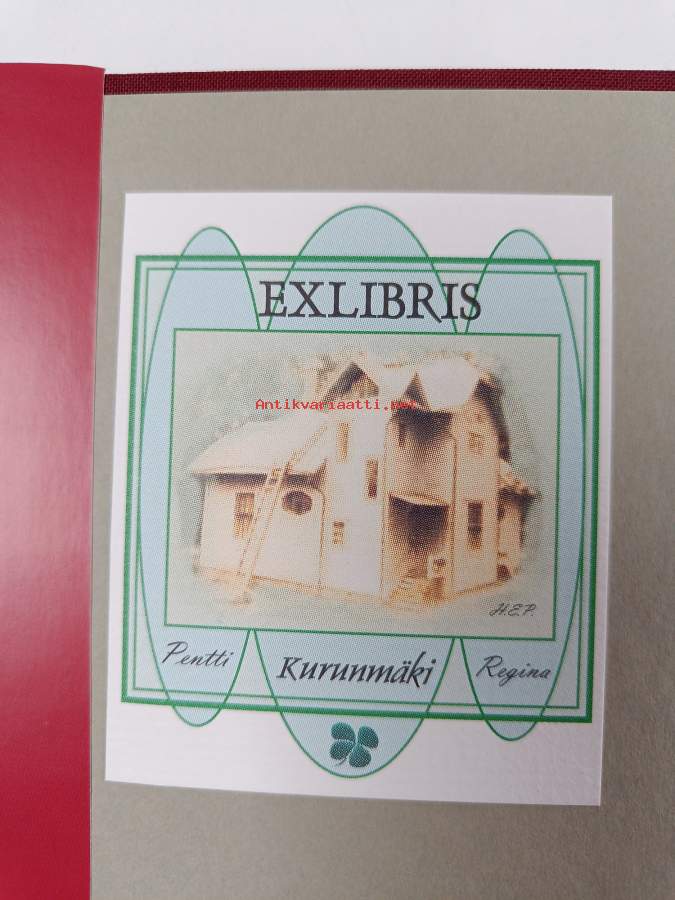 EXLIBRIS
Antikvariaatti.net
H.E.P.
Pentti Kurunmäki Regina